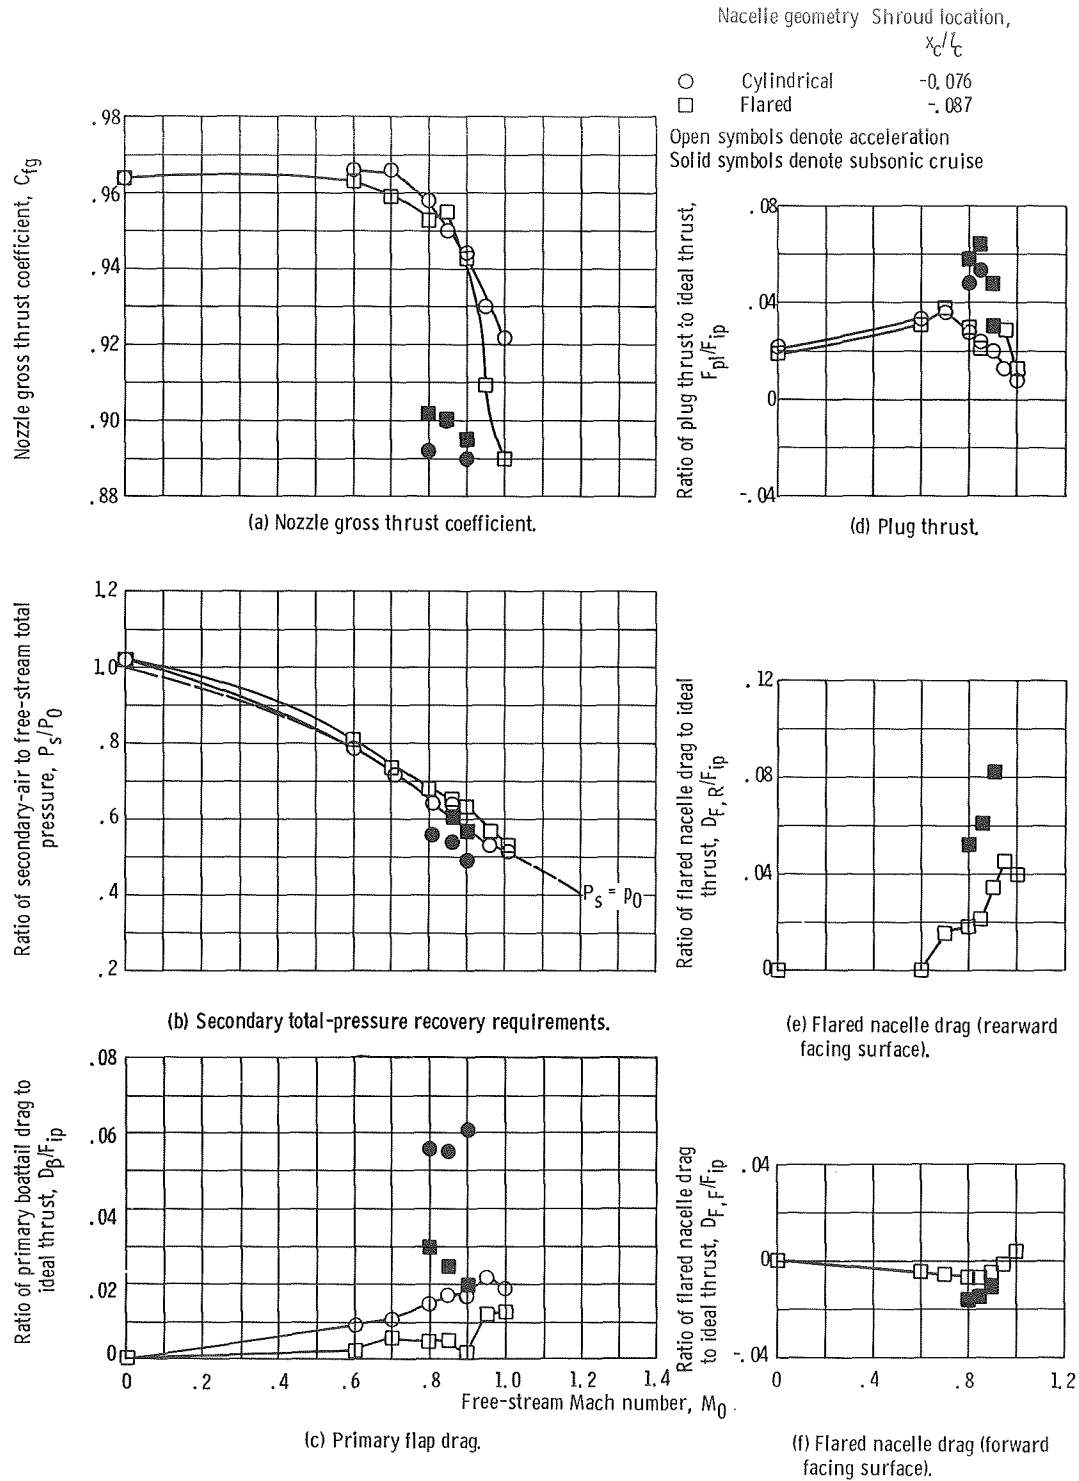 Nacelle geometry Shroud location,
x_c/l_c
○ Cylindrical -0.076
□ Flared -.087
Open symbols denote acceleration
Solid symbols denote subsonic cruise
Nozzle gross thrust coefficient, C_fg
.98
.96
.94
.92
.90
.88
(a) Nozzle gross thrust coefficient.
Ratio of plug thrust to ideal thrust,
F_pl/F_ip
.08
.04
0
-.04
(d) Plug thrust.
Ratio of secondary-air to free-stream total
pressure, P_s/P_0
1.2
1.0
.8
.6
.4
.2
P_s = p_0
(b) Secondary total-pressure recovery requirements.
Ratio of flared nacelle drag to ideal
thrust, D_F, R/F_ip
.12
.08
.04
0
(e) Flared nacelle drag (rearward
facing surface).
Ratio of primary boattail drag to
ideal thrust, D_β/F_ip
.08
.06
.04
.02
0
0 .2 .4 .6 .8 1.0 1.2 1.4
Free-stream Mach number, M_0
(c) Primary flap drag.
Ratio of flared nacelle drag
to ideal thrust, D_F, F/F_ip
.04
0
-.04
0 .4 .8 1.2
(f) Flared nacelle drag (forward
facing surface).